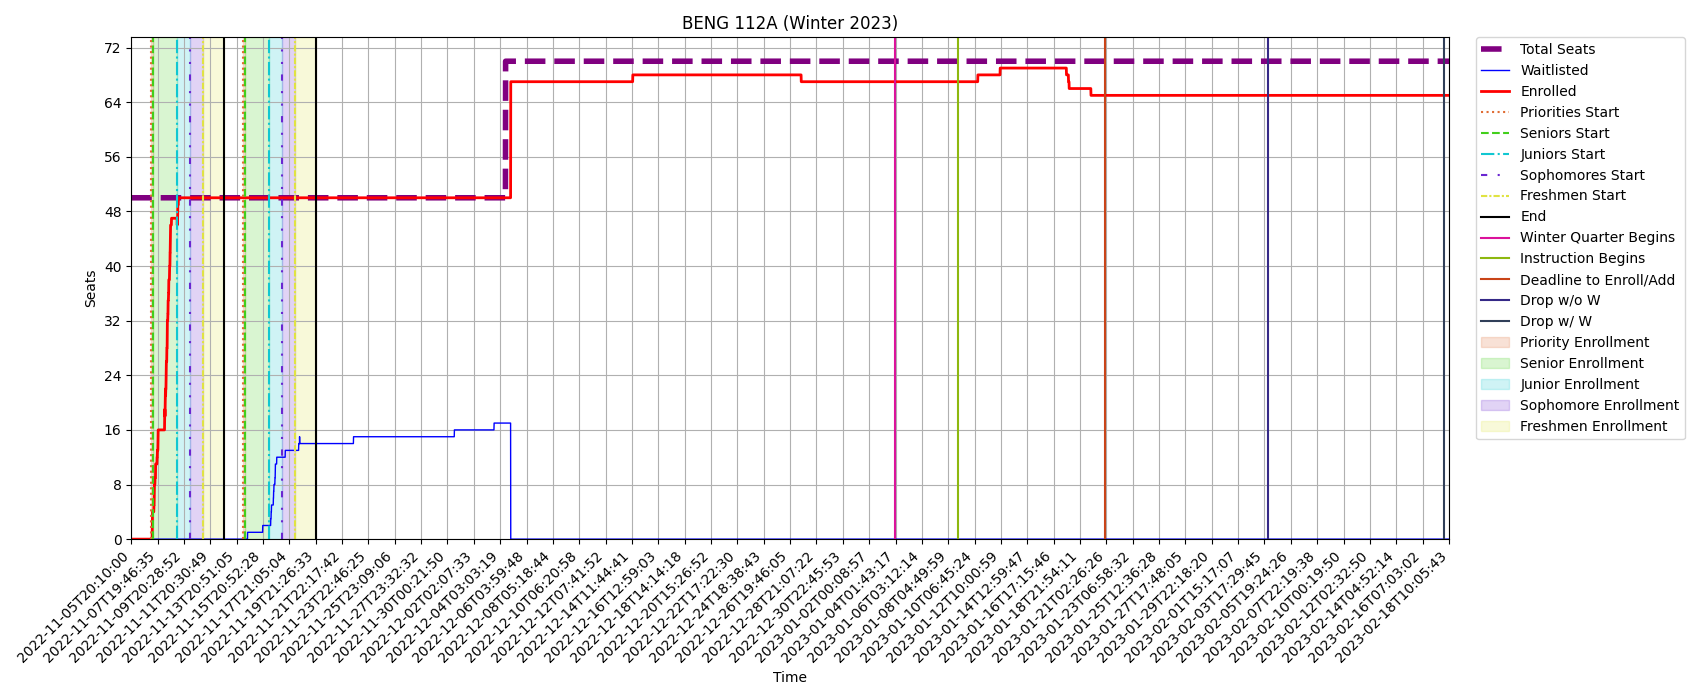 BENG 112A (Winter 2023)
Seats
72
64
56
48
40
32
24
16
8
0
2022-11-05T20:10:00
2022-11-07T19:46:35
2022-11-09T20:28:52
2022-11-11T20:30:49
2022-11-13T20:51:05
2022-11-15T20:52:28
2022-11-17T21:05:04
2022-11-19T21:26:33
2022-11-21T22:17:42
2022-11-23T22:46:25
2022-11-25T23:09:06
2022-11-27T23:32:32
2022-11-30T00:21:50
2022-12-02T02:07:33
2022-12-04T03:03:19
2022-12-06T03:59:48
2022-12-08T05:18:44
2022-12-10T06:20:58
2022-12-12T07:41:52
2022-12-14T11:44:41
2022-12-16T12:59:03
2022-12-18T14:14:18
2022-12-20T15:26:52
2022-12-22T17:22:30
2022-12-24T18:38:43
2022-12-26T19:46:05
2022-12-28T21:07:22
2022-12-30T22:45:53
2023-01-02T00:08:57
2023-01-04T01:43:17
2023-01-06T03:12:14
2023-01-08T04:49:59
2023-01-10T06:45:24
2023-01-12T10:00:59
2023-01-14T12:59:47
2023-01-16T17:15:46
2023-01-18T21:54:11
2023-01-21T02:26:26
2023-01-23T06:58:32
2023-01-25T12:36:28
2023-01-27T17:48:05
2023-01-29T22:18:20
2023-02-01T15:17:07
2023-02-03T17:29:45
2023-02-05T19:24:26
2023-02-07T22:19:38
2023-02-10T00:19:50
2023-02-12T02:32:50
2023-02-14T04:52:14
2023-02-16T07:03:02
2023-02-18T10:05:43
Time
Total Seats
Waitlisted
Enrolled
Priorities Start
Seniors Start
Juniors Start
Sophomores Start
Freshmen Start
End
Winter Quarter Begins
Instruction Begins
Deadline to Enroll/Add
Drop w/o W
Drop w/ W
Priority Enrollment
Senior Enrollment
Junior Enrollment
Sophomore Enrollment
Freshmen Enrollment